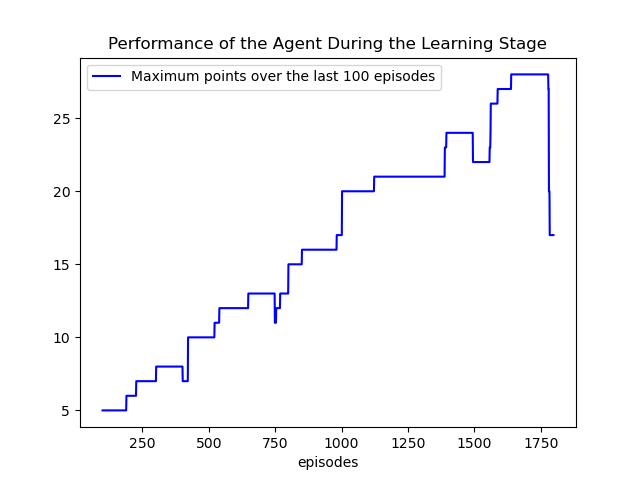 Performance of the Agent During the Learning Stage
Maximum points over the last 100 episodes
25
20
15
10
5
250 500 750 1000 1250 1500 1750
episodes